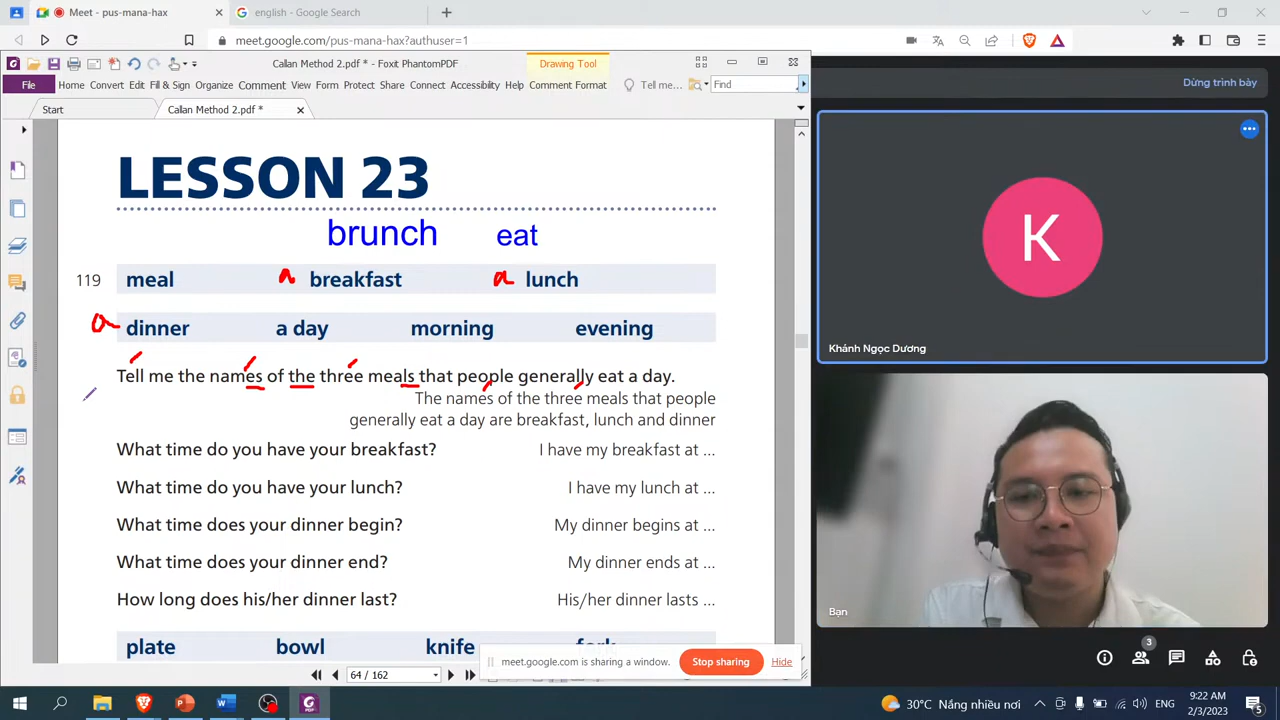 Meet - pus-mana-hax
english - Google Search
meet.google.com/pus-mana-hax?authuser=1
Callan Method 2.pdf * - Foxit PhantomPDF
Drawing Tool
File Home Convert Edit Fill & Sign Organize Comment View Form Protect Share Connect Accessibility Help Comment Format Tell me... Find
Start
Callan Method 2.pdf *
Dừng trình bày
LESSON 23
brunch eat
119 meal a breakfast a lunch
a dinner a day morning evening
Tell me the names of the three meals that people generally eat a day.
The names of the three meals that people
generally eat a day are breakfast, lunch and dinner
What time do you have your breakfast? I have my breakfast at ...
What time do you have your lunch? I have my lunch at ...
What time does your dinner begin? My dinner begins at ...
What time does your dinner end? My dinner ends at ...
How long does his/her dinner last? His/her dinner lasts ...
plate bowl knife fork
meet.google.com is sharing a window. Stop sharing Hide
64 / 162
K
Khánh Ngọc Dương
Bạn
3
30°C Nắng nhiều nơi
ENG
9:22 AM
2/3/2023
5